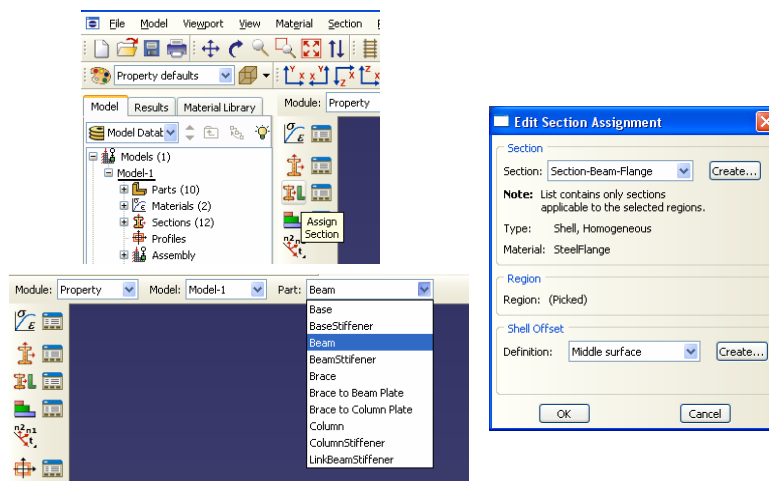 File Model Viewport View Material Section
Property defaults
Model Results Material Library Module: Property
Model Datab
Models (1)
Model-1
Parts (10)
Materials (2)
Sections (12)
Profiles
Assembly
Assign
Section
Module: Property Model: Model-1 Part: Beam
Base
BaseStiffener
Beam
BeamSttifener
Brace
Brace to Beam Plate
Brace to Column Plate
Column
ColumnStiffener
LinkBeamStiffener
Edit Section Assignment
Section
Section: Section-Beam-Flange Create...
Note: List contains only sections
applicable to the selected regions.
Type: Shell, Homogeneous
Material: SteelFlange
Region
Region: (Picked)
Shell Offset
Definition: Middle surface Create...
OK Cancel